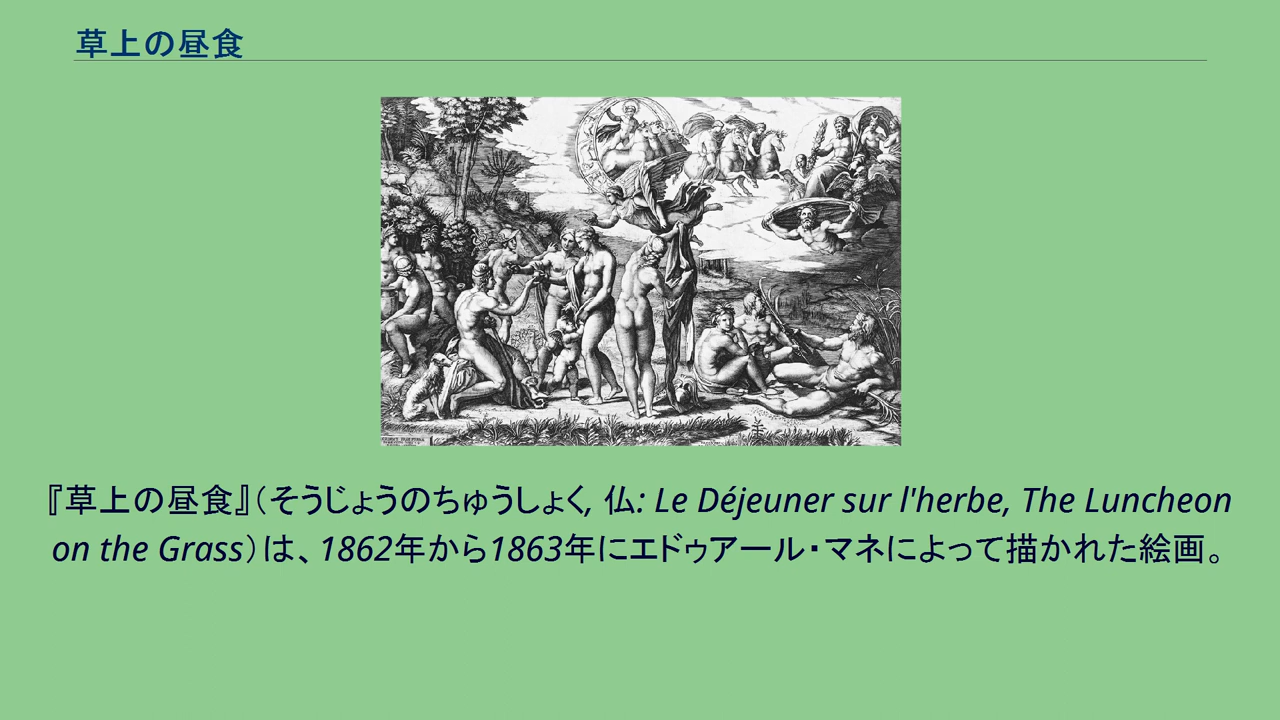 草上の昼食
『草上の昼食』（そうじょうのちゅうしょく, 仏: Le Déjeuner sur l'herbe, The Luncheon
on the Grass）は、1862年から1863年にエドゥアール・マネによって描かれた絵画。